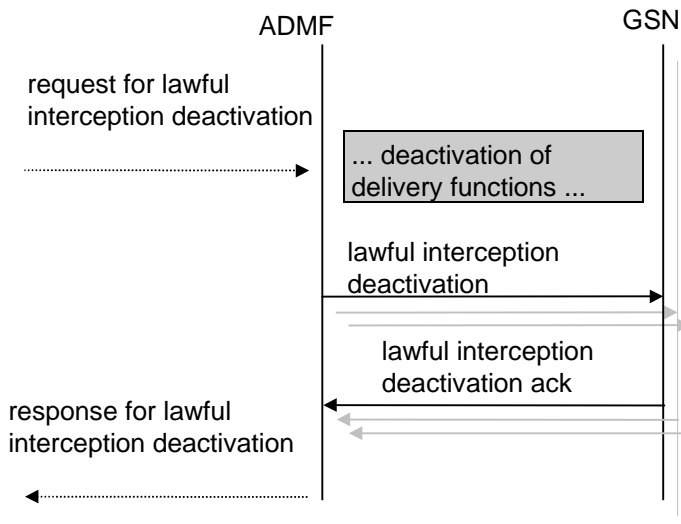 ADMF
GSN
request for lawful
interception deactivation
... deactivation of
delivery functions ...
lawful interception
deactivation
lawful interception
deactivation ack
response for lawful
interception deactivation